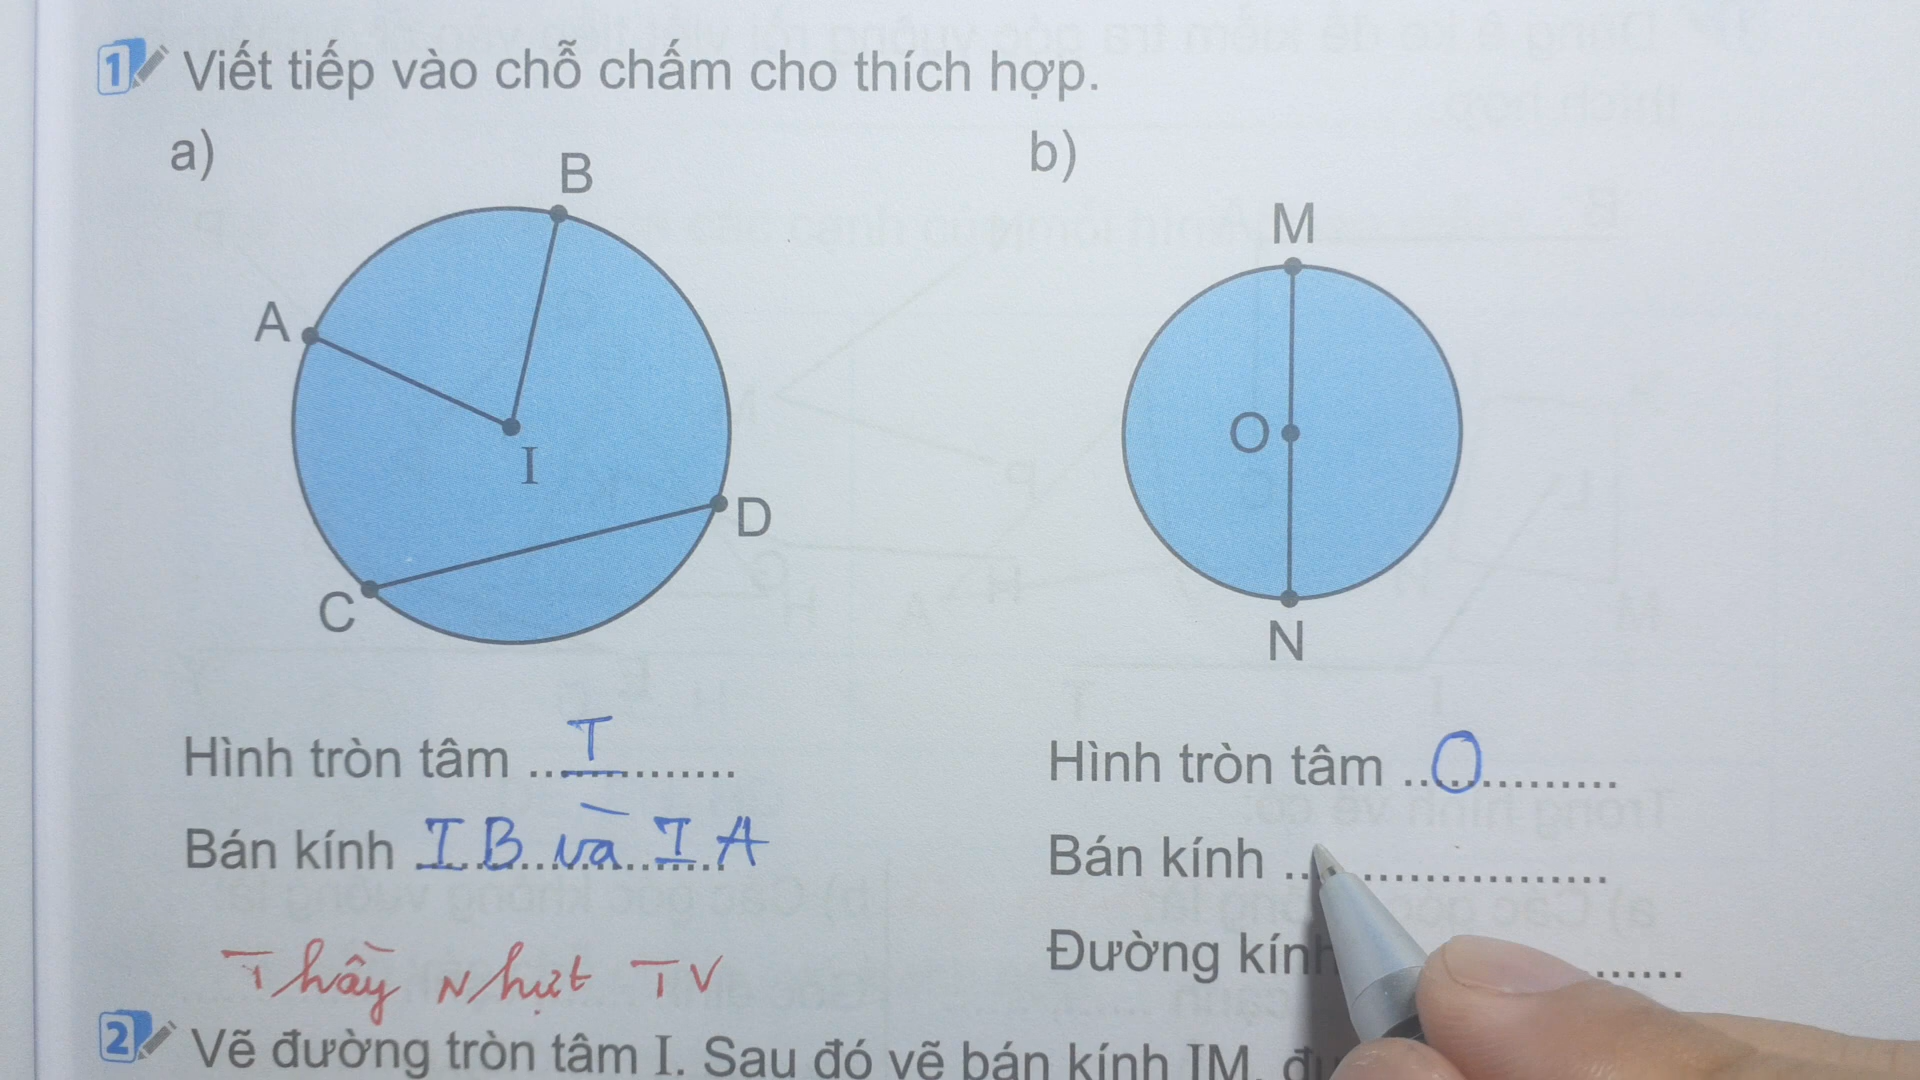 1 Viết tiếp vào chỗ chấm cho thích hợp.
a)
b)
B
M
A
O
I
D
C
N
Hình tròn tâm ...I...
Hình tròn tâm ...O...
Bán kính IB và IA
Bán kính ...
Đường kính ...
Thầy Nhựt TV
2 Vẽ đường tròn tâm I. Sau đó vẽ bán kính IM,